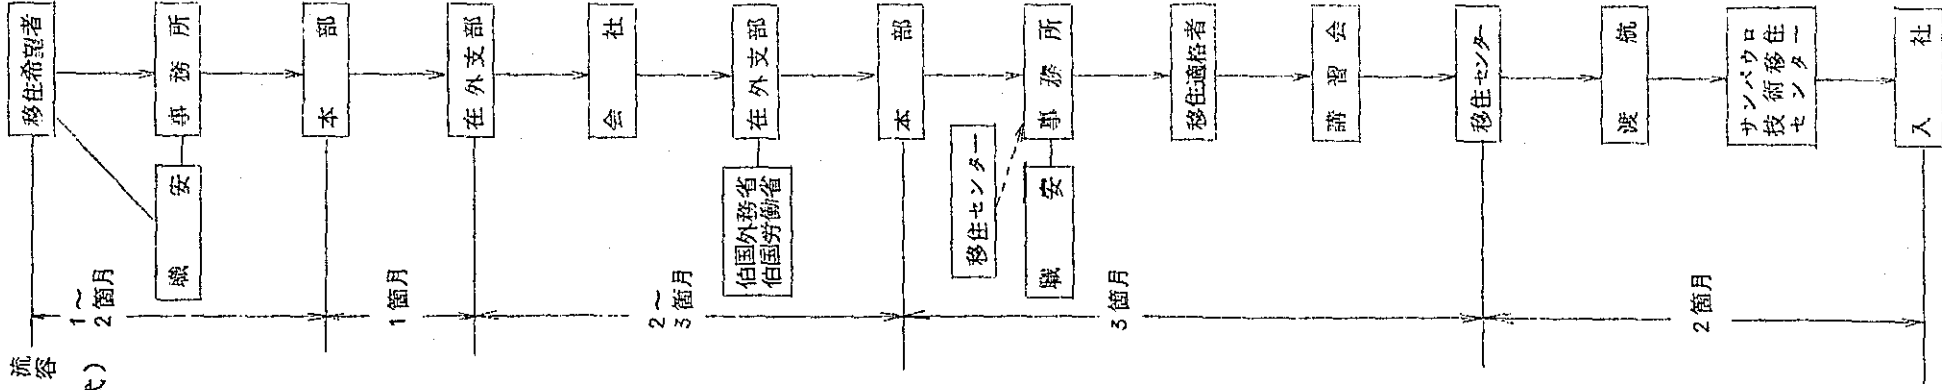 流
容
式)
移住希望者
事務所
職安
1～
2箇月
本部
1箇月
在外支部
会社
在外支部
伯国外務省
伯国労働省
2～
3箇月
本部
移住センター
事務所
職安
移住適格者
講習会
3箇月
移住センター
渡航
サンパウロ
技術移住
センター
2箇月
入社